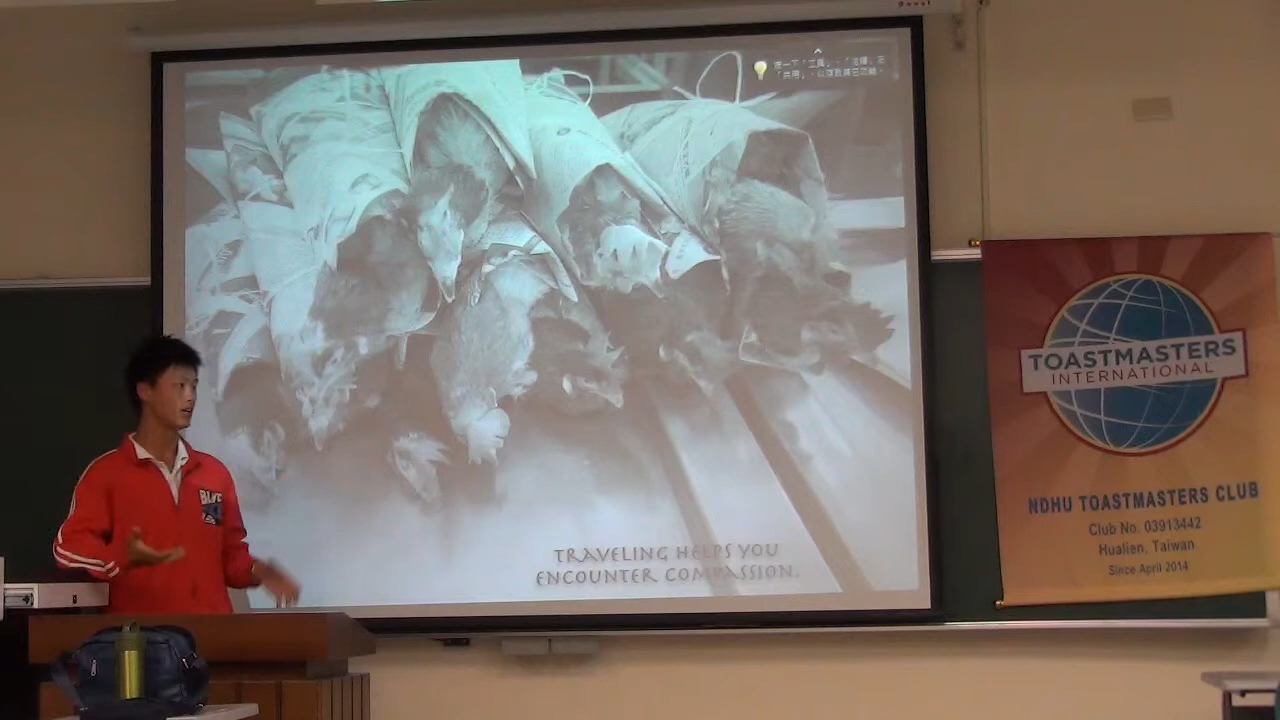 TRAVELING HELPS YOU
ENCOUNTER COMPASSION.
TOASTMASTERS
INTERNATIONAL
NDHU TOASTMASTERS CLUB
Club No. 03913442
Hualien, Taiwan
Since April 2014